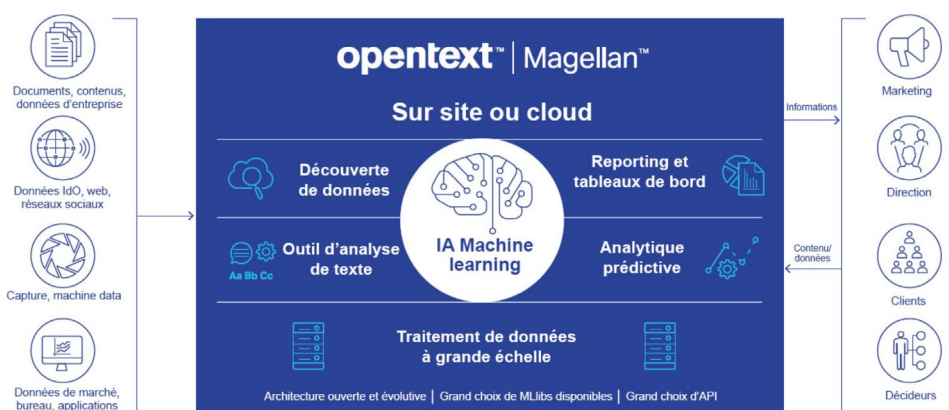 Documents, contenus,
données d'entreprise
Données IdO, web,
réseaux sociaux
Capture, machine data
Données de marché,
bureau, applications
opentext™ | Magellan™
Sur site ou cloud
Découverte
de données
Reporting et
tableaux de bord
Outil d'analyse
de texte
Aa Bb Cc
IA Machine
learning
Analytique
prédictive
Traitement de données
à grande échelle
Architecture ouverte et évolutive | Grand choix de MLlibs disponibles | Grand choix d'API
Informations
Contenu/
données
Marketing
Direction
Clients
Décideurs